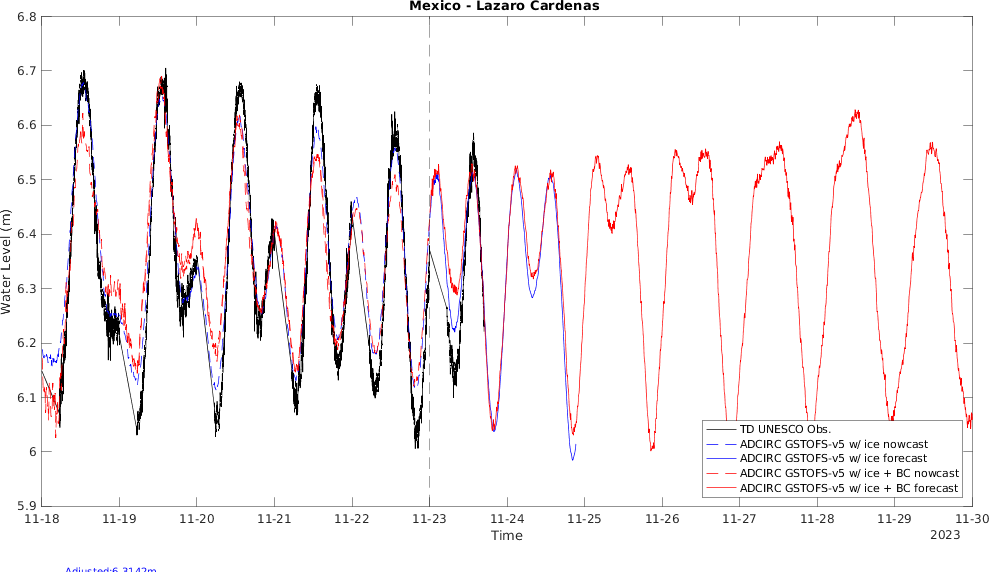 Mexico - Lazaro Cardenas
6.8
6.7
6.6
6.5
6.4
6.3
6.2
6.1
6
5.9
Water Level (m)
TD UNESCO Obs.
ADCIRC GSTOFS-v5 w/ ice nowcast
ADCIRC GSTOFS-v5 w/ ice forecast
ADCIRC GSTOFS-v5 w/ ice + BC nowcast
ADCIRC GSTOFS-v5 w/ ice + BC forecast
11-18 11-19 11-20 11-21 11-22 11-23 11-24 11-25 11-26 11-27 11-28 11-29 11-30
Time
2023
Adjusted:6.3142m